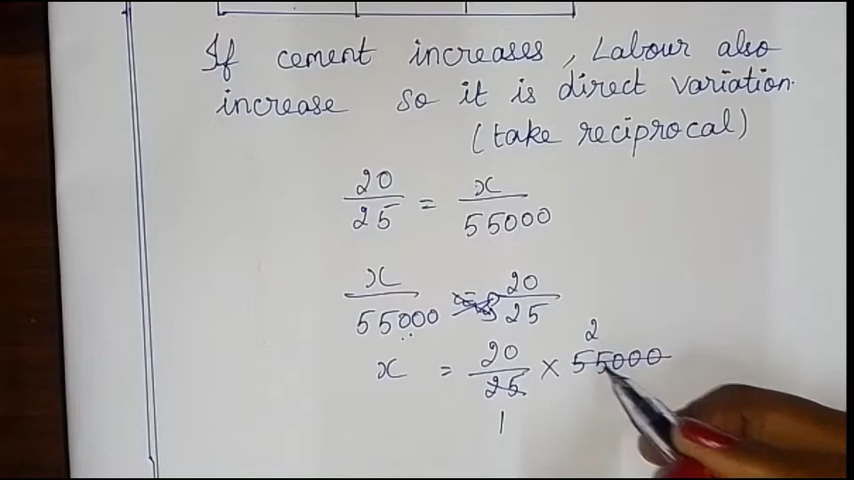 If cement increases, Labour also
increase so it is direct variation.
(take reciprocal)
20/25 = x/55000
x/55000 = 20/25
x = 20/25 × 55000
2
1